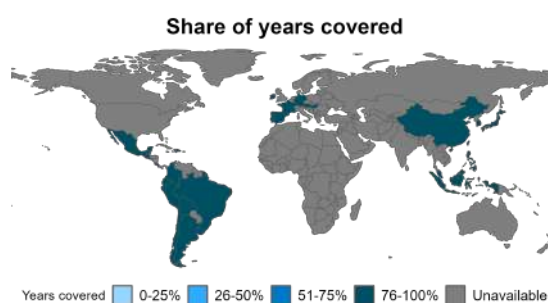 Share of years covered
Years covered 0-25% 26-50% 51-75% 76-100% Unavailable